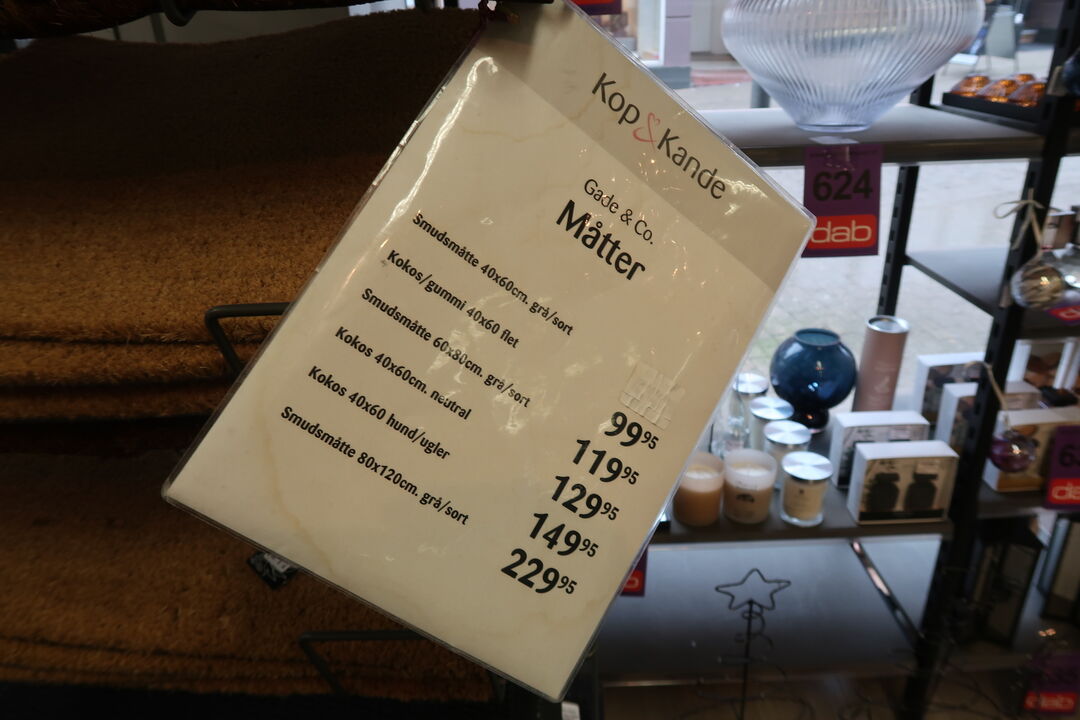 Kop & Kande
Gade & Co.
Måtter
Smudsmåtte 40x60cm. grå/sort
Kokos/gummi 40x60 flet 99⁹⁵
Smudsmåtte 60x80cm. grå/sort 119⁹⁵
Kokos 40x60cm. neutral 129⁹⁵
Kokos 40x60 hund/ugler 149⁹⁵
Smudsmåtte 80x120cm. grå/sort 229⁹⁵
624
dab
dab